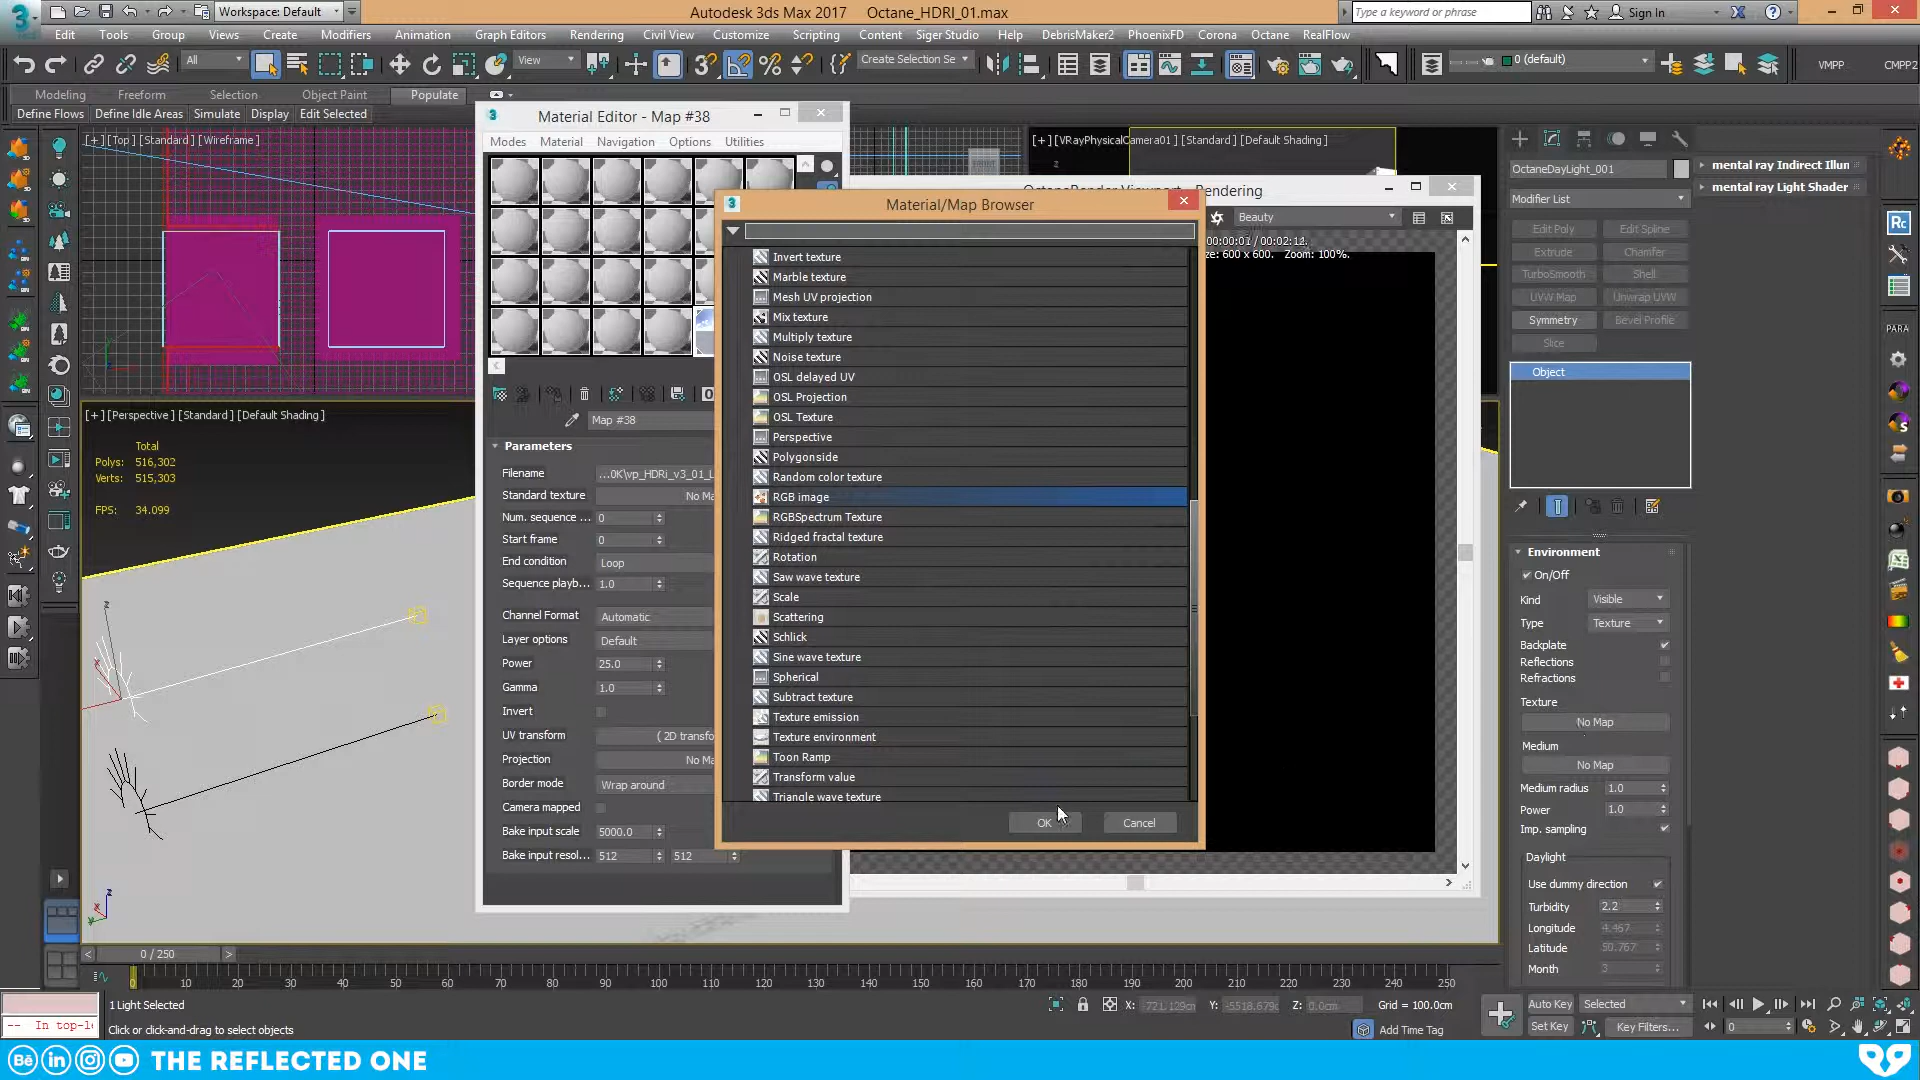 Workspace: Default
Autodesk 3ds Max 2017 Octane_HDRI_01.max
Type a keyword or phrase
Sign In
Edit Tools Group Views Create Modifiers Animation Graph Editors Rendering Civil View Customize Scripting Content Siger Studio Help DebrisMaker2 PhoenixFD Corona Octane RealFlow
All
View
Create Selection Se
0 (default)
VMPP
CMPP2
Modeling Freeform Selection Object Paint Populate
Define Flows Define Idle Areas Simulate Display Edit Selected
[+] [Top] [Standard] [Wireframe]
Material Editor - Map #38
Modes Material Navigation Options Utilities
Map #38
Parameters
Filename ...0K\vp_HDRi_v3_01_L
Standard texture No Ma
Num. sequence ... 0
Start frame 0
End condition Loop
Sequence playb... 1.0
Channel Format Automatic
Layer options Default
Power 25.0
Gamma 1.0
Invert
UV transform ( 2D transfo
Projection No Ma
Border mode Wrap around
Camera mapped
Bake input scale 5000.0
Bake input resol... 512 512
Material/Map Browser
Invert texture
Marble texture
Mesh UV projection
Mix texture
Multiply texture
Noise texture
OSL delayed UV
OSL Projection
OSL Texture
Perspective
Polygonside
Random color texture
RGB image
RGBSpectrum Texture
Ridged fractal texture
Rotation
Saw wave texture
Scale
Scattering
Schlick
Sine wave texture
Spherical
Subtract texture
Texture emission
Texture environment
Toon Ramp
Transform value
Triangle wave texture
OK Cancel
[+] [VRayPhysicalCamera01] [Standard] [Default Shading]
Rendering
Beauty
00:00:01 / 00:02:12.
ze: 600 x 600. Zoom: 100%.
[+] [Perspective] [Standard] [Default Shading]
Total
Polys: 516,302
Verts: 515,303
FPS: 34.099
OctaneDayLight_001
Modifier List
Edit Poly Edit Spline
Extrude Chamfer
TurboSmooth Shell
UVW Map Unwrap UVW
Symmetry Bevel Profile
Slice
Object
Environment
On/Off
Kind Visible
Type Texture
Backplate
Reflections
Refractions
Texture
No Map
Medium
No Map
Medium radius 1.0
Power 1.0
Imp. sampling
Daylight
Use dummy direction
Turbidity 2.2
Longitude 4.467
Latitude 50.767
Month 3
mental ray Indirect Illun
mental ray Light Shader
Rc
PARA
0 / 250
0 10 20 30 40 50 60 70 80 90 100 110 120 130 140 150 160 170 180 190 200 210 220 230 240 250
1 Light Selected
Click or click-and-drag to select objects
-- In top-l
X: -721.129cm Y: -5518.679c Z: 0.0cm Grid = 100.0cm
Add Time Tag
Auto Key Selected
Set Key Key Filters...
0
Bē in THE REFLECTED ONE